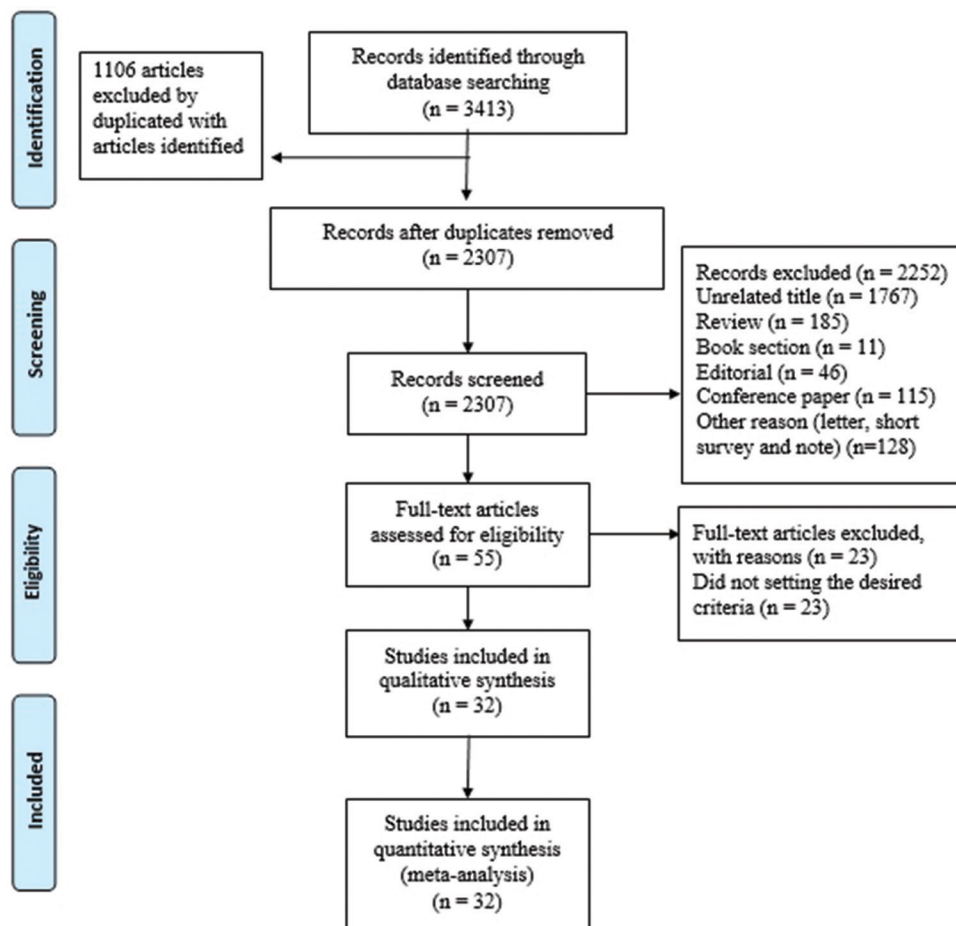 Identification
1106 articles
excluded by
duplicated with
articles identified
Records identified through
database searching
(n = 3413)
Records after duplicates removed
(n = 2307)
Screening
Records screened
(n = 2307)
Records excluded (n = 2252)
Unrelated title (n = 1767)
Review (n = 185)
Book section (n = 11)
Editorial (n = 46)
Conference paper (n = 115)
Other reason (letter, short
survey and note) (n=128)
Eligibility
Full-text articles
assessed for eligibility
(n = 55)
Full-text articles excluded,
with reasons (n = 23)
Did not setting the desired
criteria (n = 23)
Studies included in
qualitative synthesis
(n = 32)
Included
Studies included in
quantitative synthesis
(meta-analysis)
(n = 32)